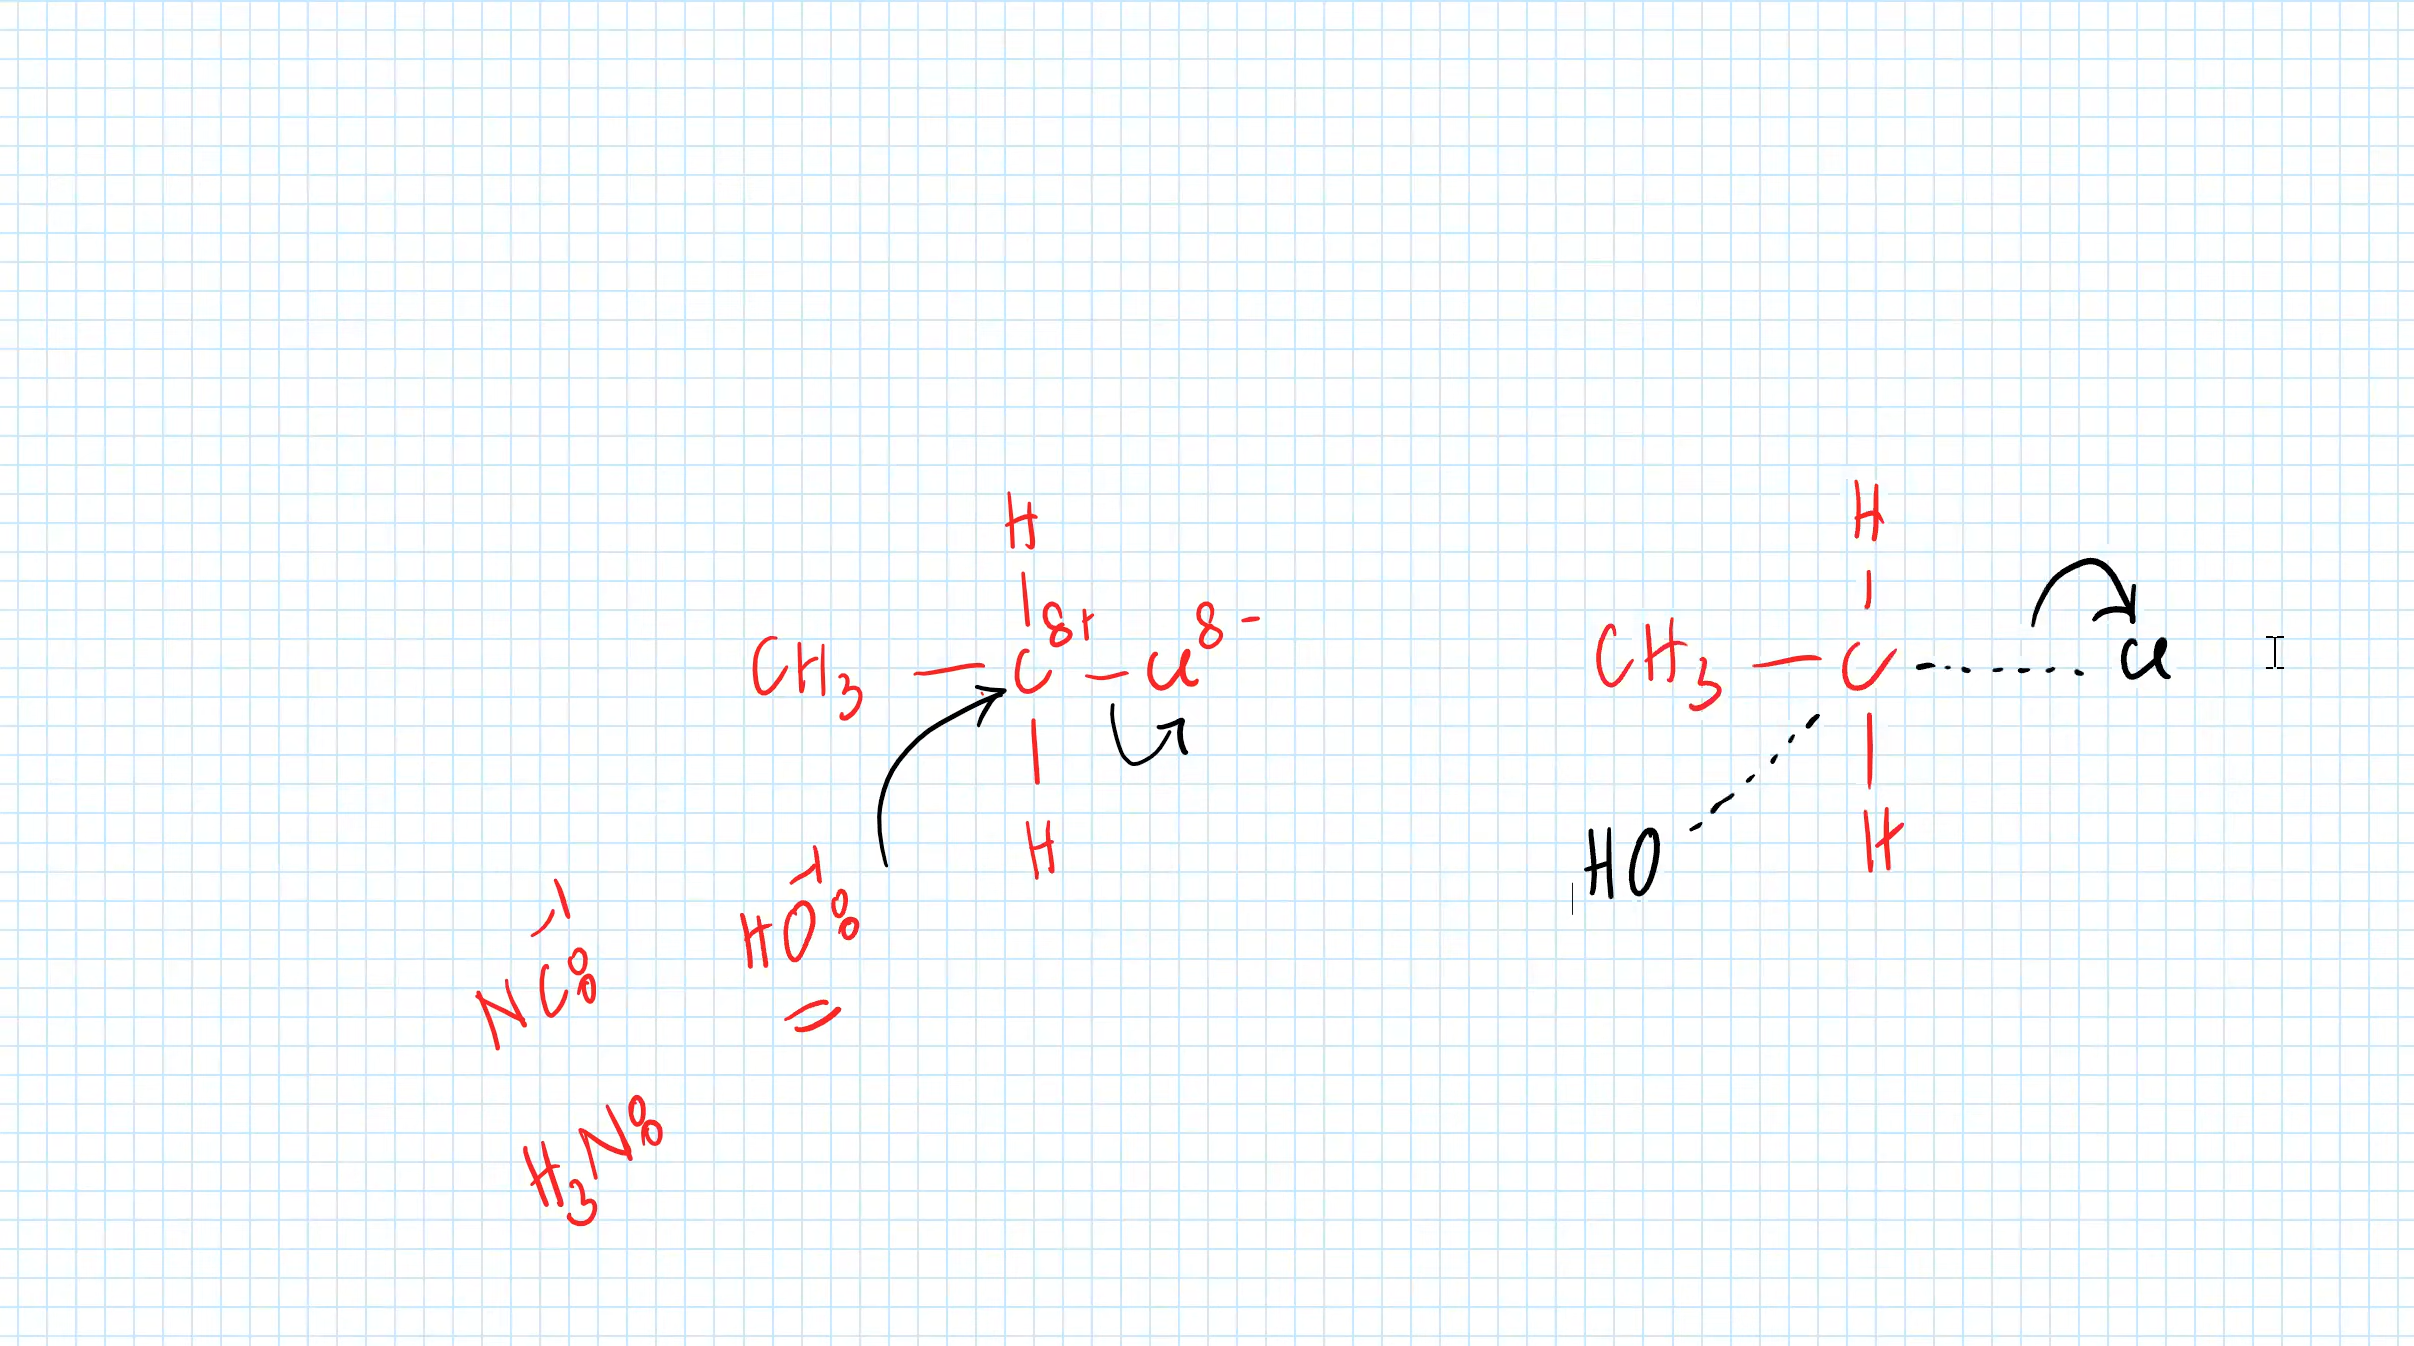 H
CH3 — C δ+ — Cl δ-
H
HO:
NC:
H3N:
H
CH3 — C ------ Cl
HO
H